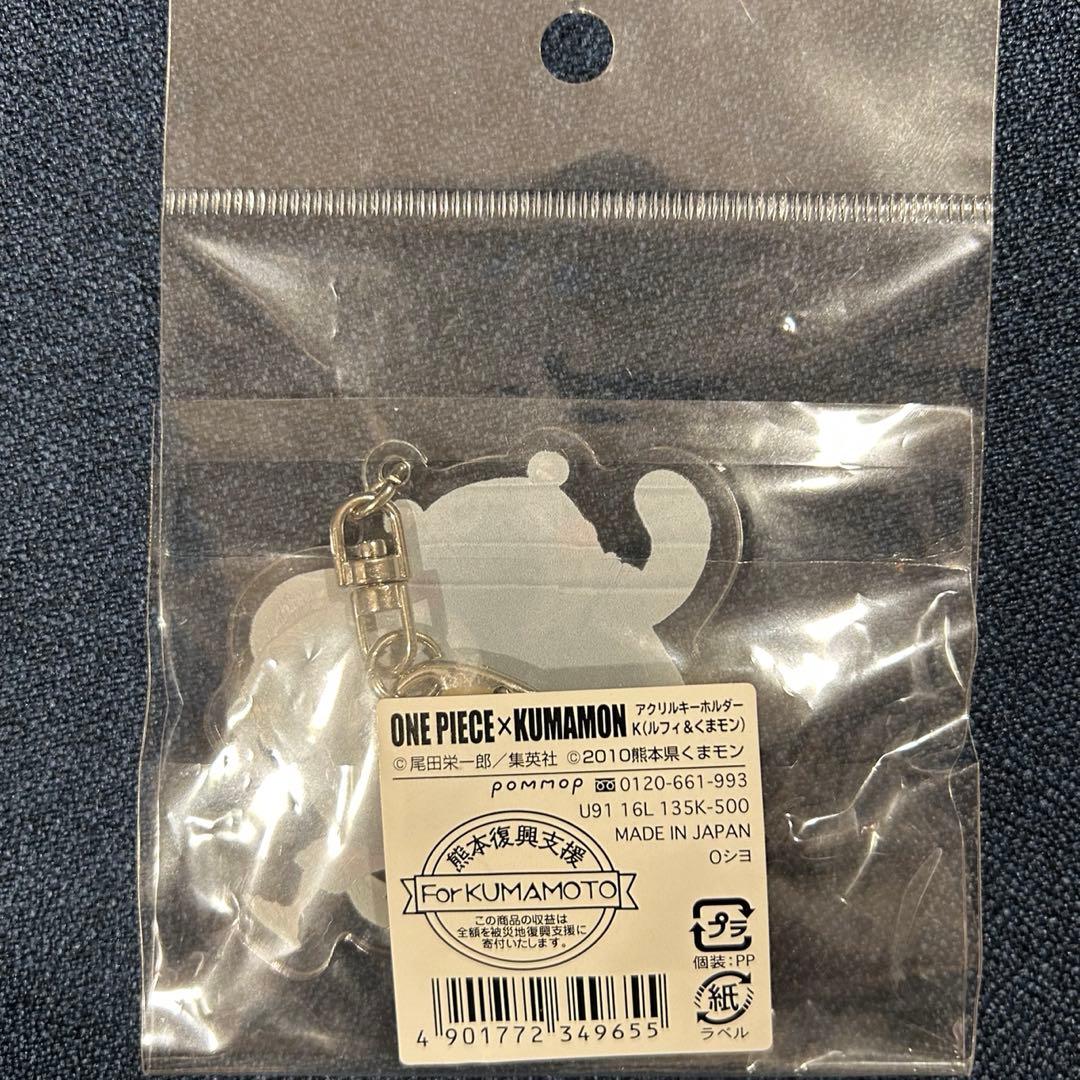 ONE PIECE×KUMAMON アクリルキーホルダー
K(ルフィ&くまモン)
©尾田栄一郎/集英社 ©2010熊本県くまモン
pommop 0120-661-993
U91 16L 135K-500
MADE IN JAPAN
0シヨ
熊本復興支援
For KUMAMOTO
この商品の収益は
全額を被災地復興支援に
寄付いたします。
プラ
個装:PP
紙
ラベル
4 901772 349655